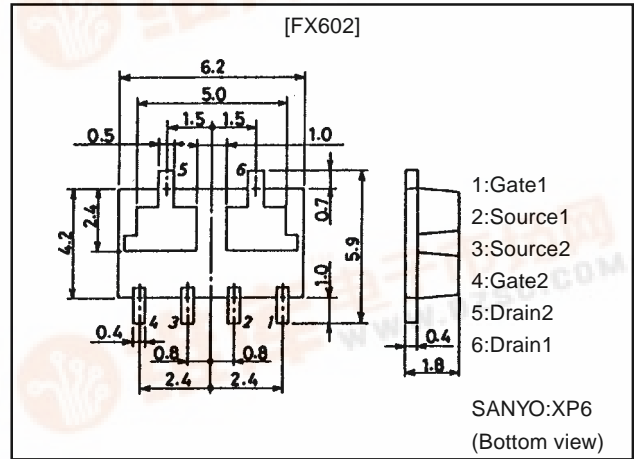 [FX602]
6.2
5.0
1.5 1.5
0.5 1.0
5 6
0.7
2.4
4.2
5.9
1.0
4 3 2 1
0.4
0.8 0.8
2.4 2.4
0.4
1.8
1:Gate1
2:Source1
3:Source2
4:Gate2
5:Drain2
6:Drain1
SANYO:XP6
(Bottom view)